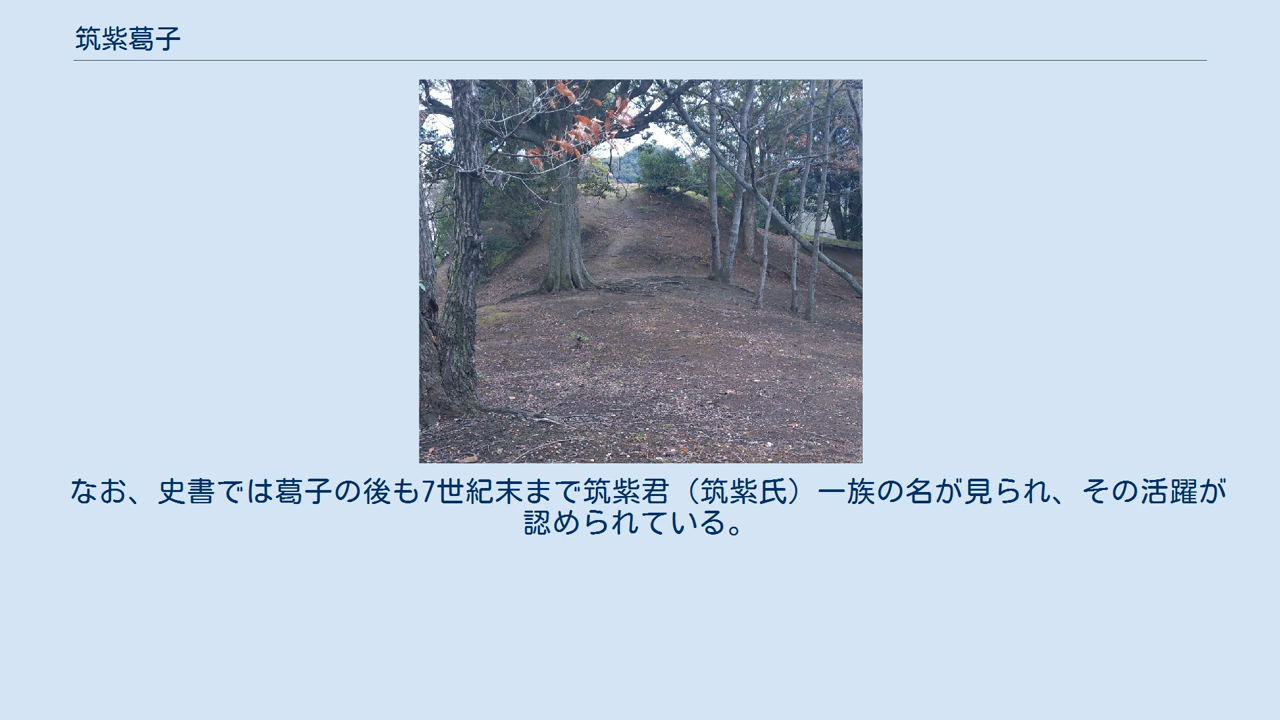 筑紫葛子
なお、史書では葛子の後も7世紀末まで筑紫君（筑紫氏）一族の名が見られ、その活躍が
認められている。